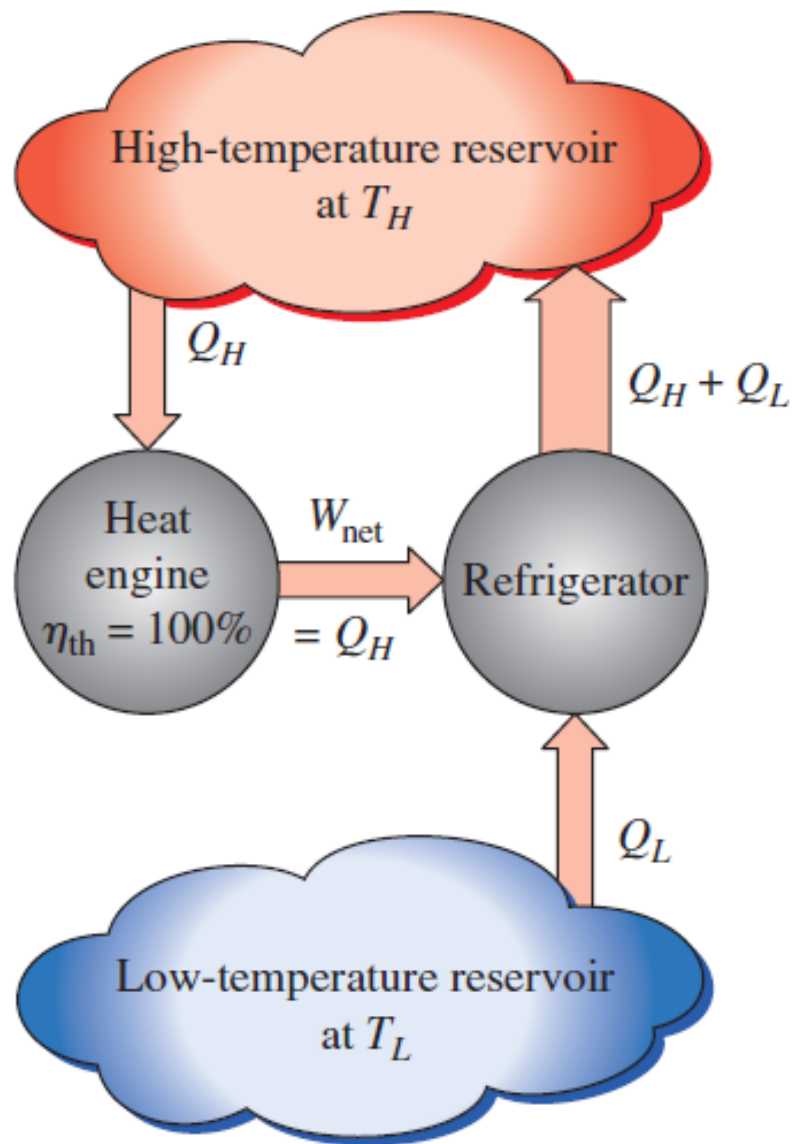 High-temperature reservoir
at T_H
Q_H
Q_H + Q_L
Heat
engine
η_th = 100%
W_net
= Q_H
Refrigerator
Q_L
Low-temperature reservoir
at T_L